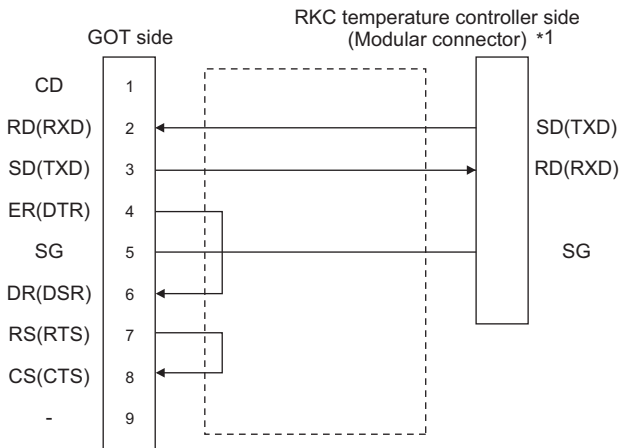 RKC temperature controller side
(Modular connector) *1
GOT side
CD 1
RD(RXD) 2 SD(TXD)
SD(TXD) 3 RD(RXD)
ER(DTR) 4
SG 5 SG
DR(DSR) 6
RS(RTS) 7
CS(CTS) 8
- 9